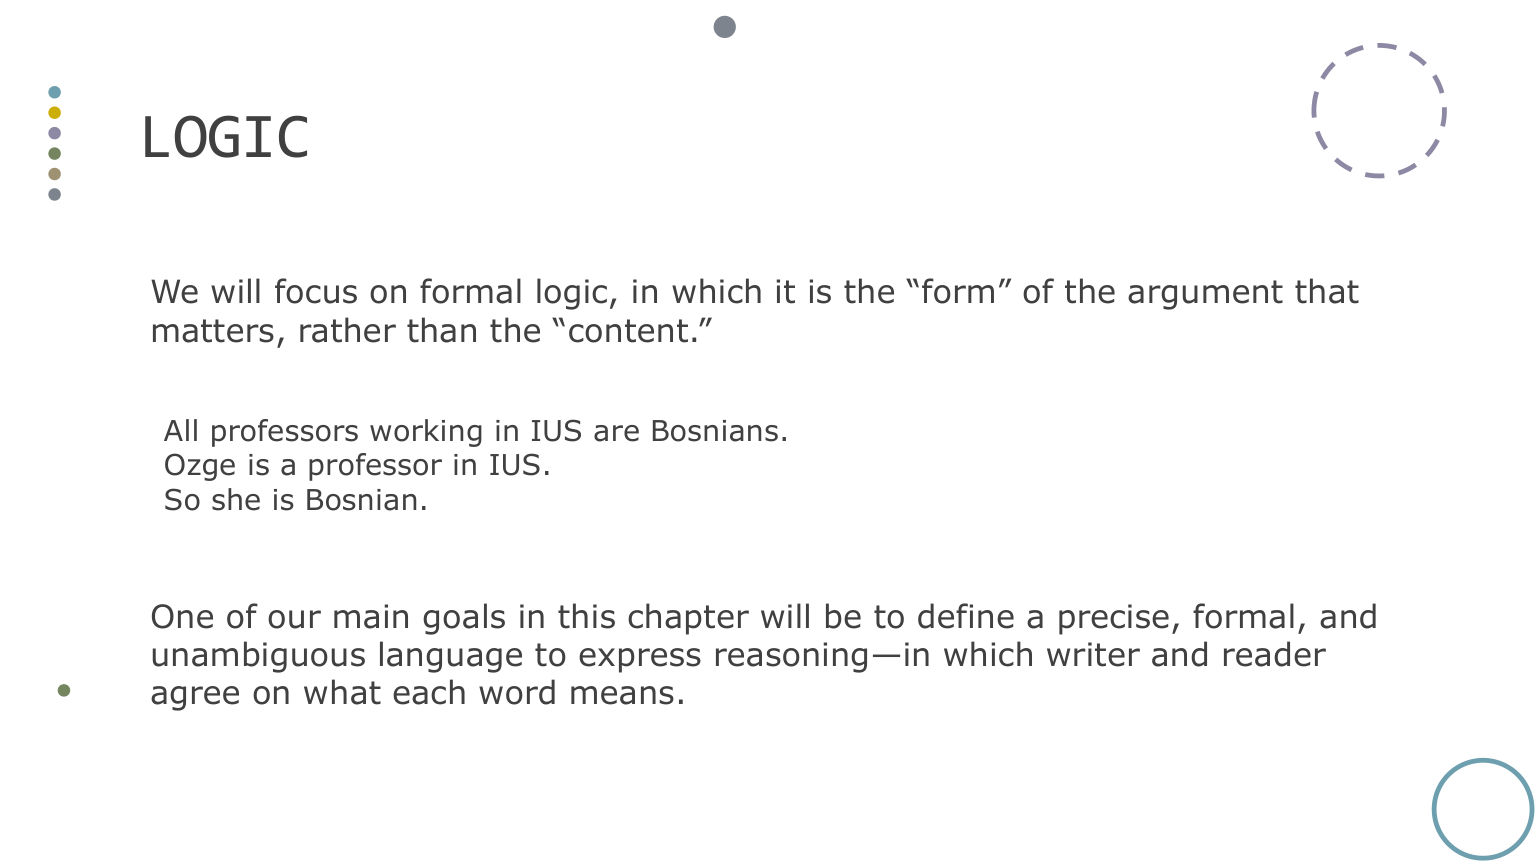 LOGIC
We will focus on formal logic, in which it is the “form” of the argument that
matters, rather than the “content.”
All professors working in IUS are Bosnians.
Ozge is a professor in IUS.
So she is Bosnian.
One of our main goals in this chapter will be to define a precise, formal, and
unambiguous language to express reasoning—in which writer and reader
agree on what each word means.